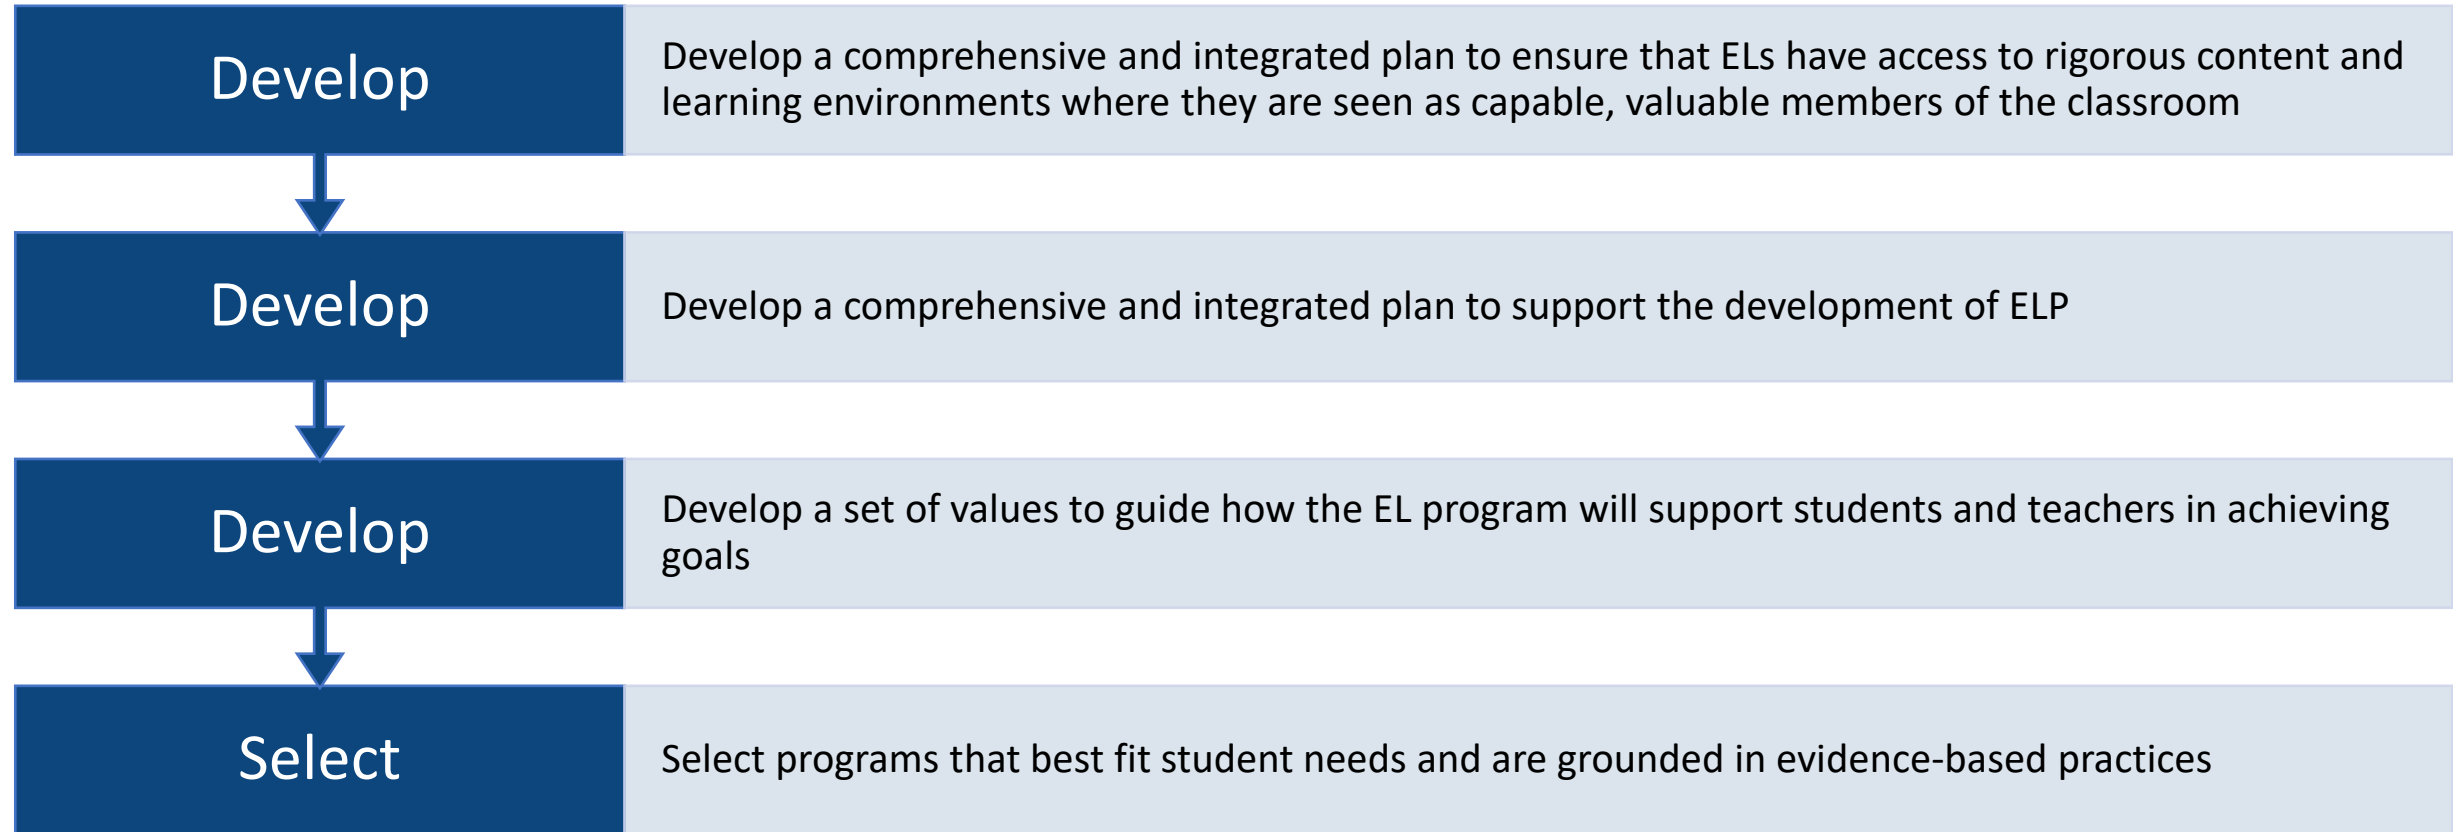 Develop
Develop a comprehensive and integrated plan to ensure that ELs have access to rigorous content and
learning environments where they are seen as capable, valuable members of the classroom
Develop
Develop a comprehensive and integrated plan to support the development of ELP
Develop
Develop a set of values to guide how the EL program will support students and teachers in achieving
goals
Select
Select programs that best fit student needs and are grounded in evidence-based practices